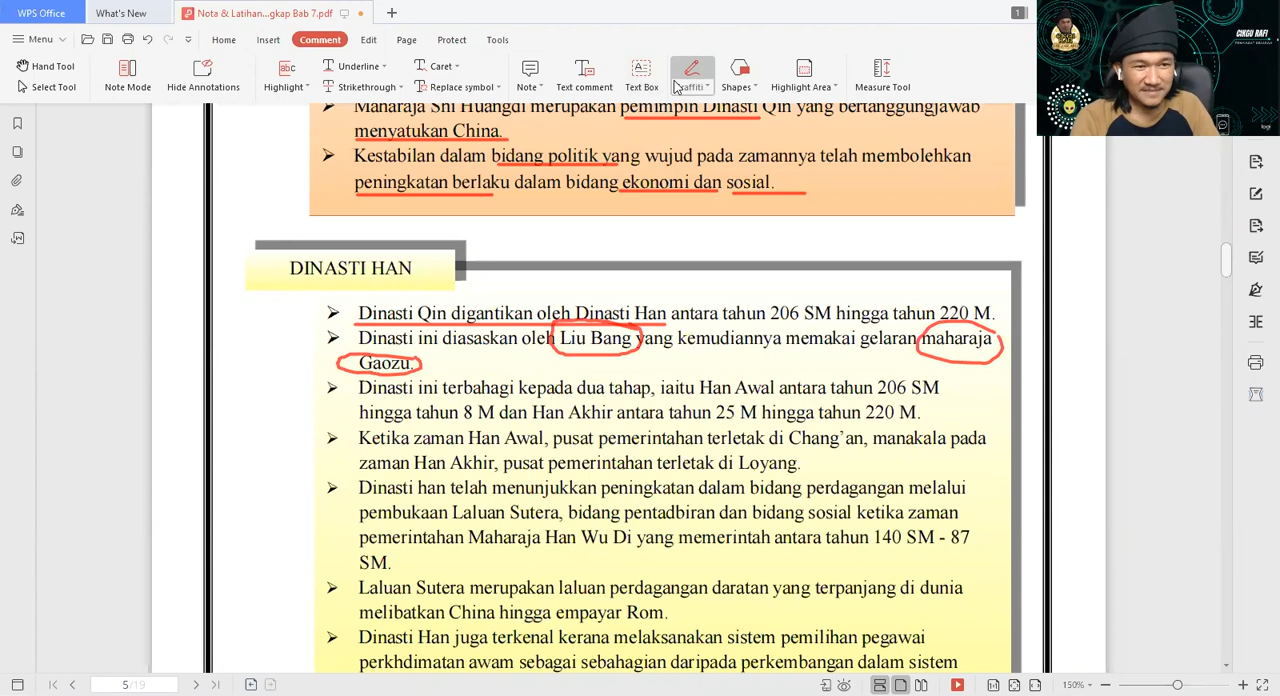 WPS Office What's New Nota & Latihan...gkap Bab 7.pdf 1
Menu Home Insert Comment Edit Page Protect Tools
CIKGU RAFI
Hand Tool
Select Tool
Note Mode Hide Annotations Highlight
Underline Caret
Strikethrough Replace symbol
Note Text comment Text Box Shapes Highlight Area Measure Tool
Maharaja Shi Huangdi merupakan pemimpin Dinasti Qin yang bertanggungjawab
menyatukan China.
➢ Kestabilan dalam bidang politik yang wujud pada zamannya telah membolehkan
peningkatan berlaku dalam bidang ekonomi dan sosial.
DINASTI HAN
➢ Dinasti Qin digantikan oleh Dinasti Han antara tahun 206 SM hingga tahun 220 M.
➢ Dinasti ini diasaskan oleh Liu Bang yang kemudiannya memakai gelaran maharaja
Gaozu.
➢ Dinasti ini terbahagi kepada dua tahap, iaitu Han Awal antara tahun 206 SM
hingga tahun 8 M dan Han Akhir antara tahun 25 M hingga tahun 220 M.
➢ Ketika zaman Han Awal, pusat pemerintahan terletak di Chang’an, manakala pada
zaman Han Akhir, pusat pemerintahan terletak di Loyang.
➢ Dinasti han telah menunjukkan peningkatan dalam bidang perdagangan melalui
pembukaan Laluan Sutera, bidang pentadbiran dan bidang sosial ketika zaman
pemerintahan Maharaja Han Wu Di yang memerintah antara tahun 140 SM - 87
SM.
➢ Laluan Sutera merupakan laluan perdagangan daratan yang terpanjang di dunia
melibatkan China hingga empayar Rom.
➢ Dinasti Han juga terkenal kerana melaksanakan sistem pemilihan pegawai
perkhdimatan awam sebagai sebahagian daripada perkembangan dalam sistem
5/19 150%